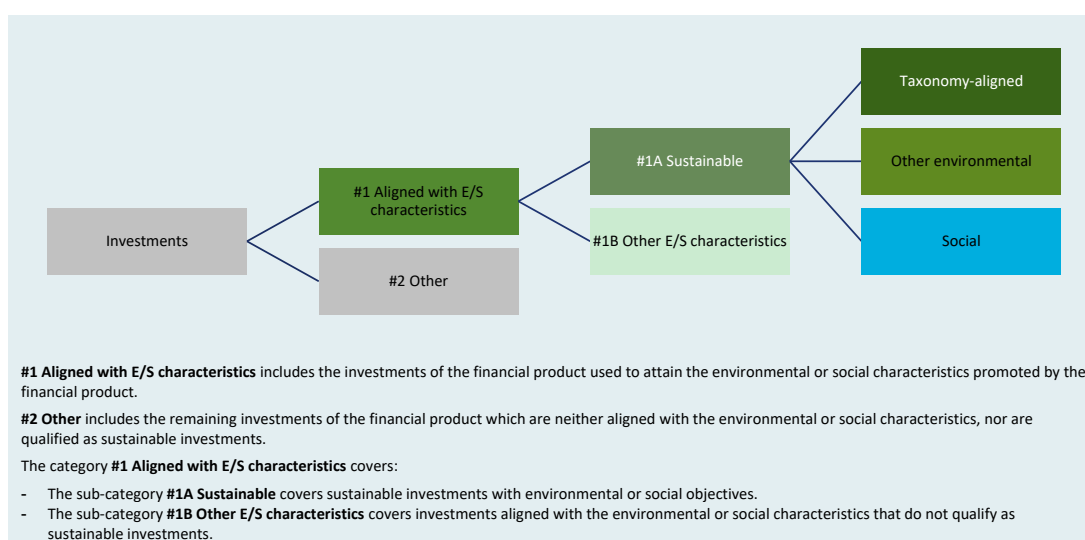 Taxonomy-aligned
#1A Sustainable
Other environmental
#1 Aligned with E/S
characteristics
Investments
#1B Other E/S characteristics
Social
#2 Other
#1 Aligned with E/S characteristics includes the investments of the financial product used to attain the environmental or social characteristics promoted by the
financial product.
#2 Other includes the remaining investments of the financial product which are neither aligned with the environmental or social characteristics, nor are
qualified as sustainable investments.
The category #1 Aligned with E/S characteristics covers:
- The sub-category #1A Sustainable covers sustainable investments with environmental or social objectives.
- The sub-category #1B Other E/S characteristics covers investments aligned with the environmental or social characteristics that do not qualify as
sustainable investments.